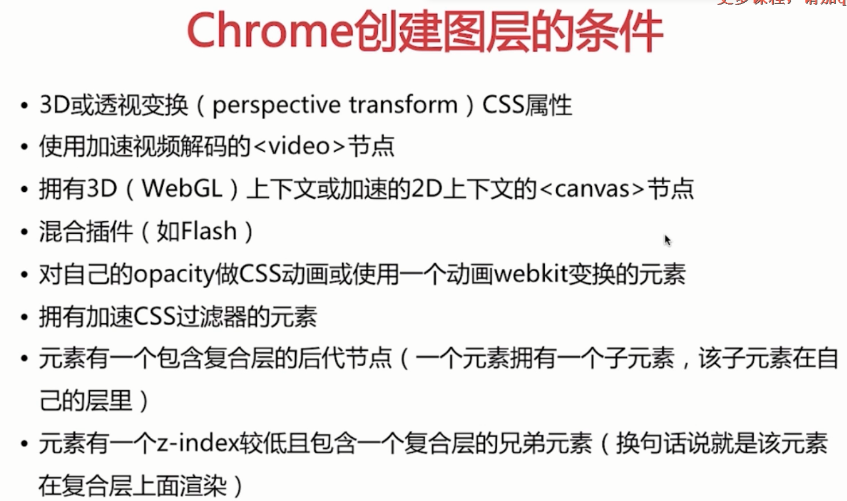 更多课程，请加q
Chrome创建图层的条件
• 3D或透视变换（perspective transform）CSS属性
• 使用加速视频解码的<video>节点
• 拥有3D（WebGL）上下文或加速的2D上下文的<canvas>节点
• 混合插件（如Flash）
• 对自己的opacity做CSS动画或使用一个动画webkit变换的元素
• 拥有加速CSS过滤器的元素
• 元素有一个包含复合层的后代节点（一个元素拥有一个子元素，该子元素在自
己的层里）
• 元素有一个z-index较低且包含一个复合层的兄弟元素（换句话说就是该元素
在复合层上面渲染）